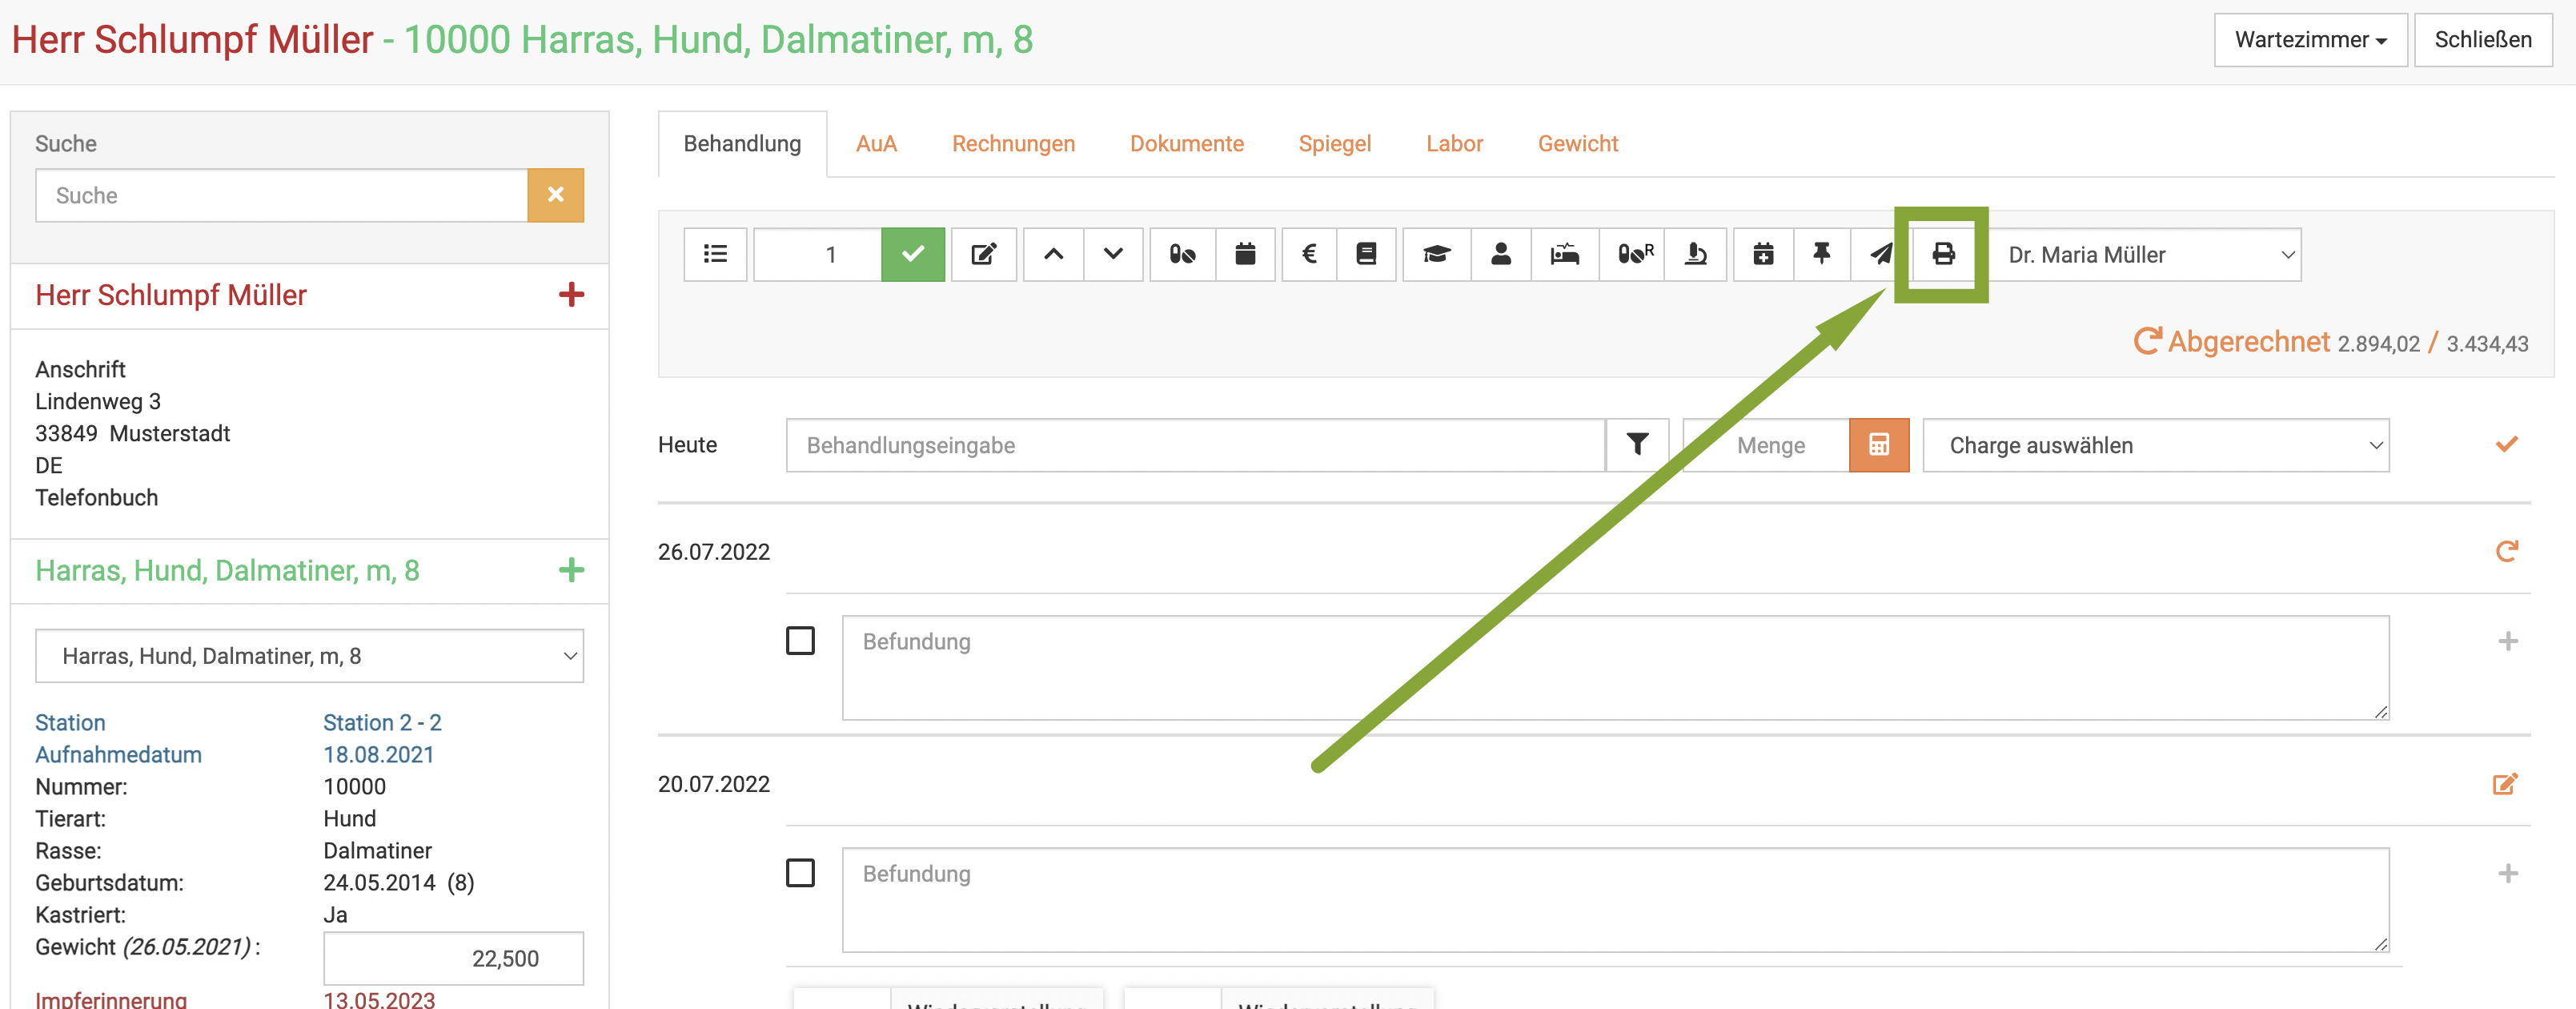 Herr Schlumpf Müller - 10000 Harras, Hund, Dalmatiner, m, 8
Wartezimmer
Schließen
Suche
Suche
Herr Schlumpf Müller
Anschrift
Lindenweg 3
33849 Musterstadt
DE
Telefonbuch
Harras, Hund, Dalmatiner, m, 8
Harras, Hund, Dalmatiner, m, 8
Station Station 2 - 2
Aufnahmedatum 18.08.2021
Nummer: 10000
Tierart: Hund
Rasse: Dalmatiner
Geburtsdatum: 24.05.2014 (8)
Kastriert: Ja
Gewicht (26.05.2021) : 22,500
Impferinnerung 13.05.2023
Behandlung AuA Rechnungen Dokumente Spiegel Labor Gewicht
1 € R Dr. Maria Müller
Abgerechnet 2.894,02 / 3.434,43
Heute Behandlungseingabe Menge Charge auswählen
26.07.2022
Befundung
20.07.2022
Befundung
Wiedervorstellung Wiedervorstellung